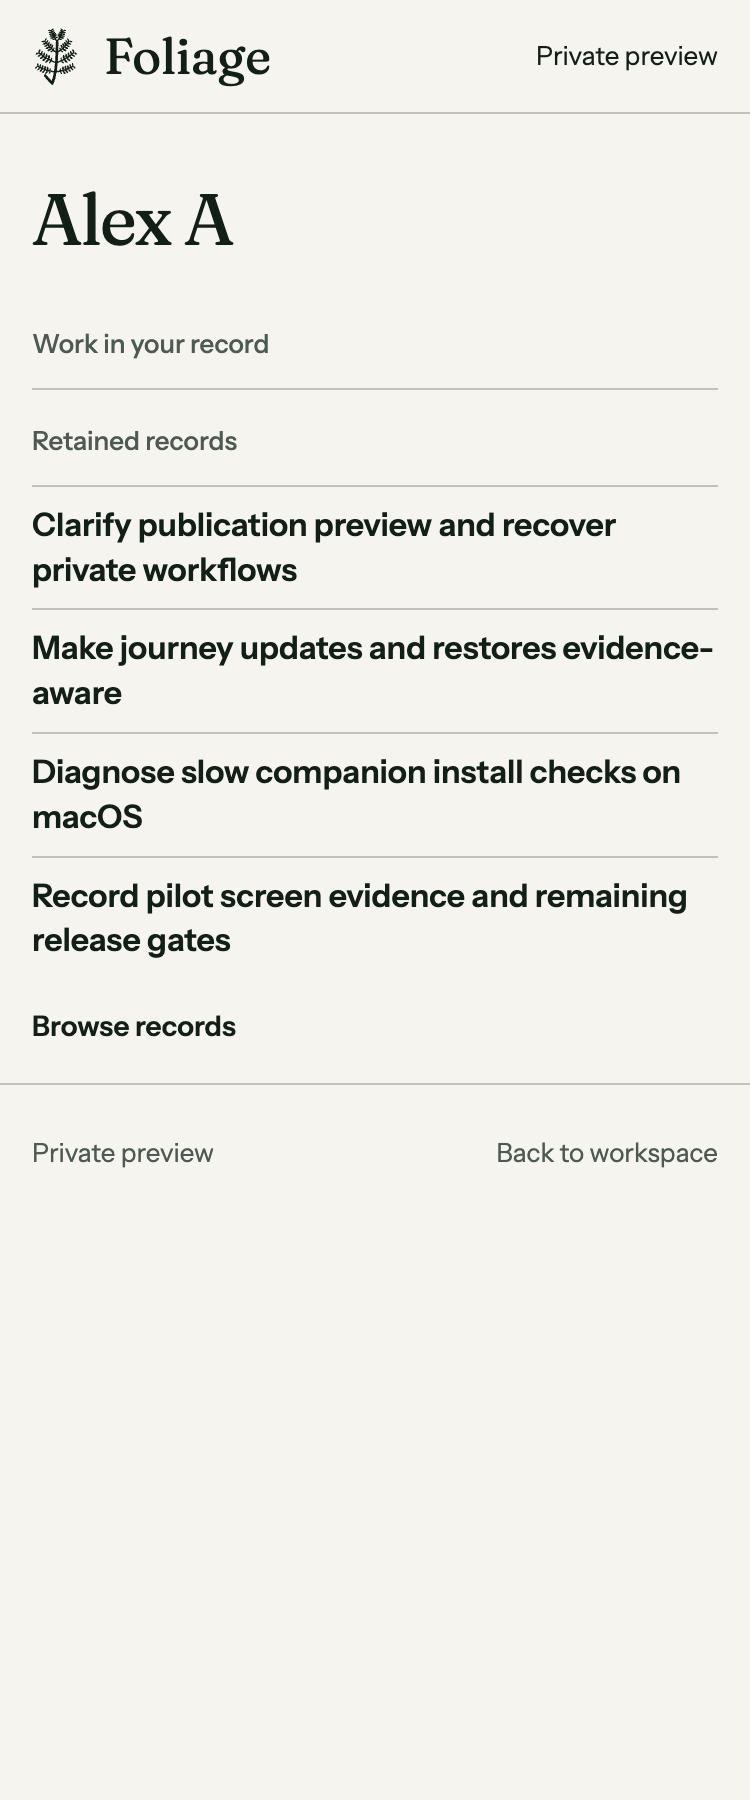 Foliage
Private preview
Alex A
Work in your record
Retained records
Clarify publication preview and recover
private workflows
Make journey updates and restores evidence-
aware
Diagnose slow companion install checks on
macOS
Record pilot screen evidence and remaining
release gates
Browse records
Private preview
Back to workspace